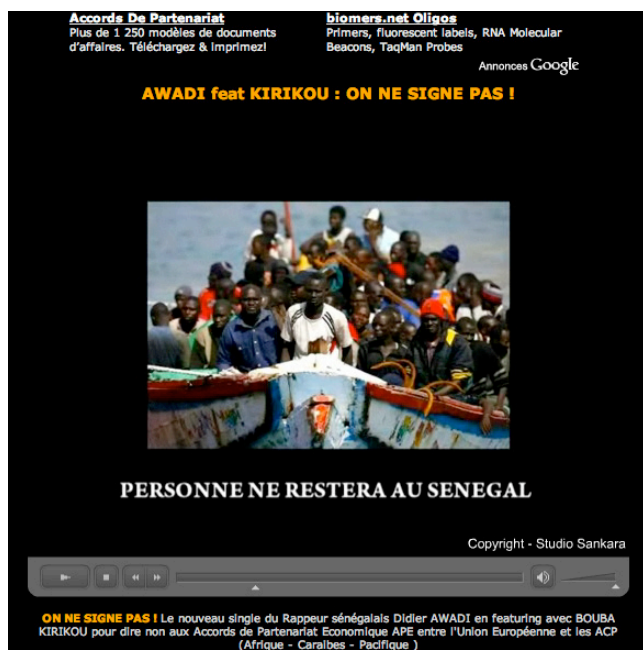 Accords De Partenariat
Plus de 1 250 modèles de documents
d'affaires. Téléchargez & imprimez!
biomers.net Oligos
Primers, fluorescent labels, RNA Molecular
Beacons, TaqMan Probes
Annonces Google
AWADI feat KIRIKOU : ON NE SIGNE PAS !
PERSONNE NE RESTERA AU SENEGAL
Copyright - Studio Sankara
ON NE SIGNE PAS ! Le nouveau single du Rappeur sénégalais Didier AWADI en featuring avec BOUBA
KIRIKOU pour dire non aux Accords de Partenariat Economique APE entre l'Union Européenne et les ACP
(Afrique - Caraïbes - Pacifique )